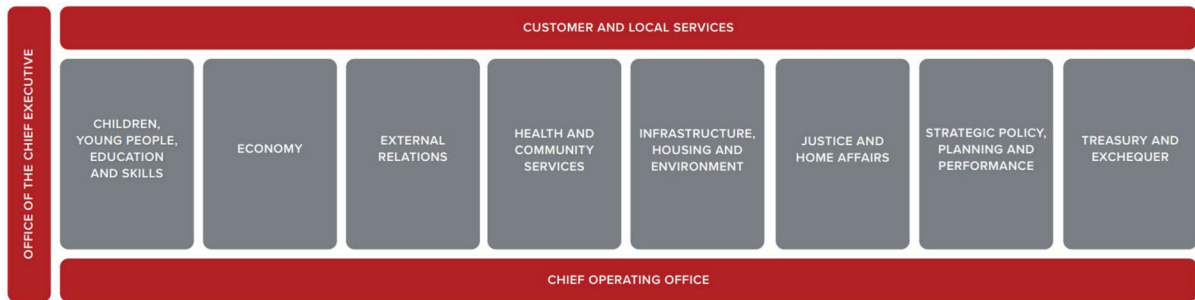 OFFICE OF THE CHIEF EXECUTIVE
CUSTOMER AND LOCAL SERVICES
CHILDREN,
YOUNG PEOPLE,
EDUCATION
AND SKILLS
ECONOMY
EXTERNAL
RELATIONS
HEALTH AND
COMMUNITY
SERVICES
INFRASTRUCTURE,
HOUSING AND
ENVIRONMENT
JUSTICE AND
HOME AFFAIRS
STRATEGIC POLICY,
PLANNING AND
PERFORMANCE
TREASURY AND
EXCHEQUER
CHIEF OPERATING OFFICE